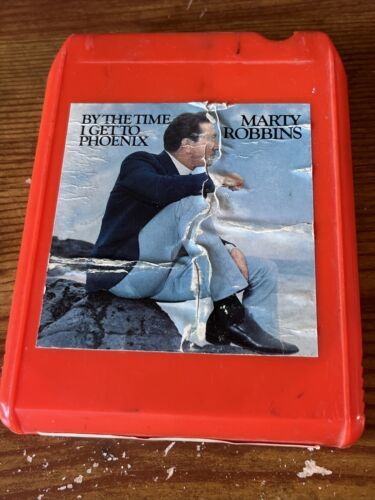 BY THE TIME
I GET TO
PHOENIX
MARTY
ROBBINS